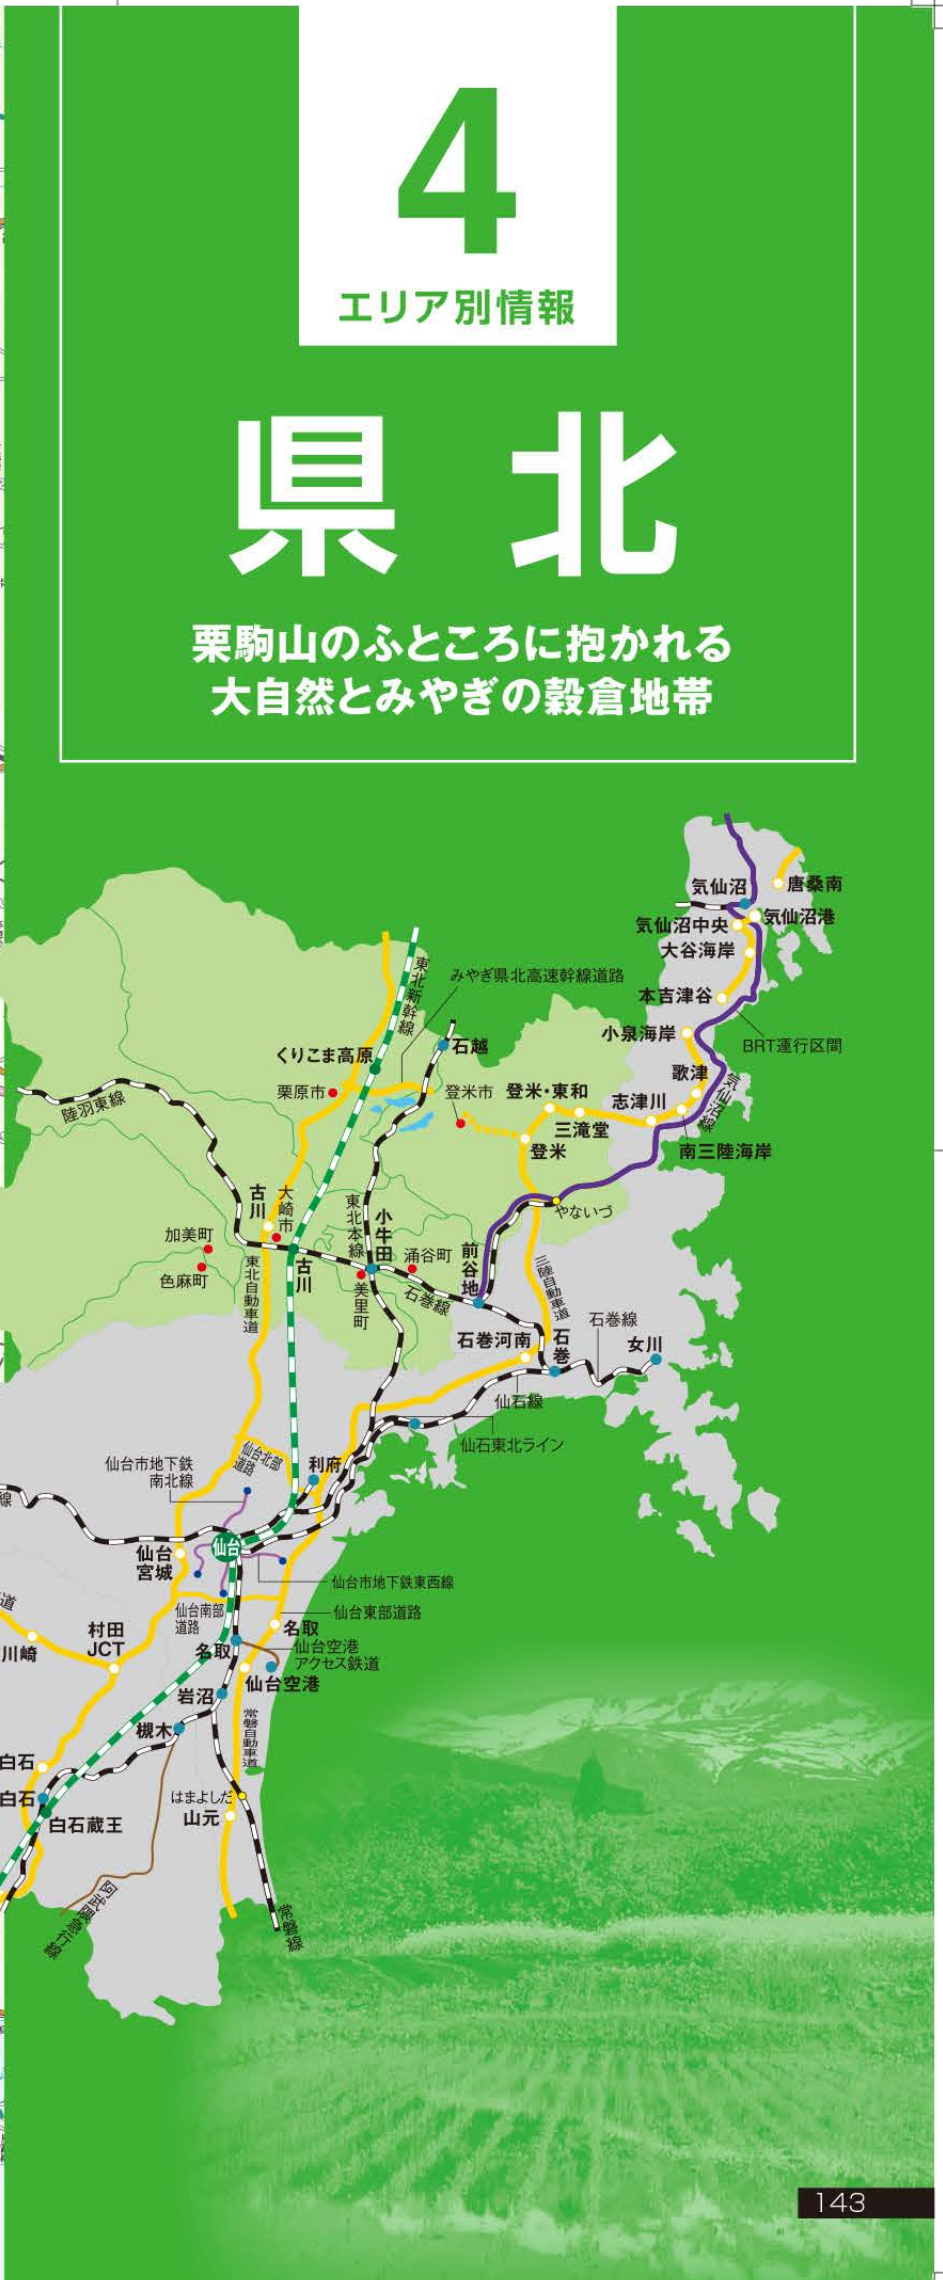 4
エリア別情報
県北
栗駒山のふところに抱かれる
大自然とみやぎの穀倉地帯
気仙沼
唐桑南
気仙沼港
気仙沼中央
大谷海岸
本吉津谷
小泉海岸
BRT運行区間
歌津
気仙沼線
志津川
南三陸海岸
東北新幹線
みやぎ県北高速幹線道路
石越
くりこま高原
栗原市
登米市
登米・東和
三滝堂
登米
陸羽東線
やないづ
古川
大崎市
東北本線
小牛田
涌谷町
前谷地
加美町
色麻町
東北自動車道
古川
美里町
石巻線
三陸自動車道
石巻河南
石巻
石巻線
女川
仙石線
仙石東北ライン
仙台北部
道路
仙台市地下鉄
南北線
利府
線
仙台
仙台
宮城
仙台市地下鉄東西線
道
仙台南部
道路
仙台東部道路
川崎
村田
JCT
名取
名取
仙台空港
アクセス鉄道
仙台空港
岩沼
槻木
常磐自動車道
白石
白石
白石蔵王
はまよしだ
山元
阿武隈急行線
常磐線
143